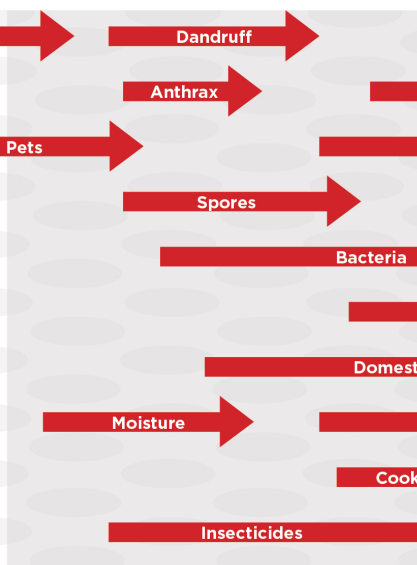 Dandruff
Anthrax
Pets
Spores
Bacteria
Domest
Moisture
Cook
Insecticides